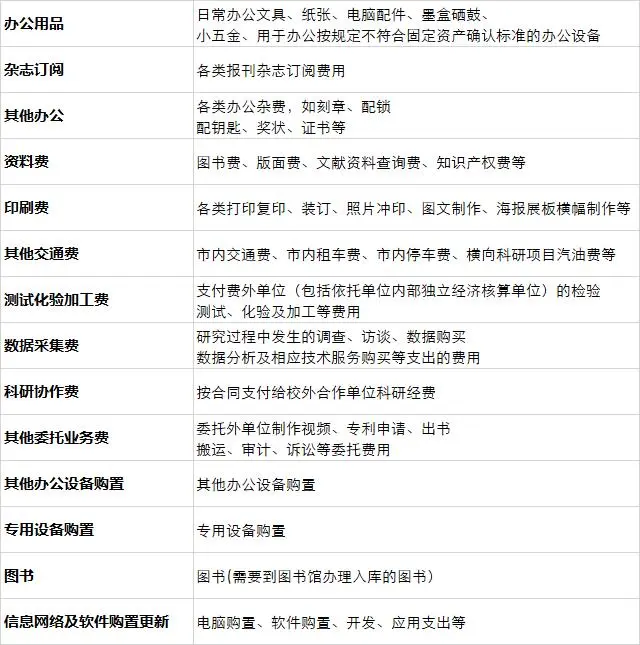 办公用品
日常办公文具、纸张、电脑配件、墨盒硒鼓、
小五金、用于办公按规定不符合固定资产确认标准的办公设备
杂志订阅
各类报刊杂志订阅费用
其他办公
各类办公杂费，如刻章、配锁
配钥匙、奖状、证书等
资料费
图书费、版面费、文献资料查询费、知识产权费等
印刷费
各类打印复印、装订、照片冲印、图文制作、海报展板横幅制作等
其他交通费
市内交通费、市内租车费、市内停车费、横向科研项目汽油费等
测试化验加工费
支付费外单位（包括依托单位内部独立经济核算单位）的检验
测试、化验及加工等费用
数据采集费
研究过程中发生的调查、访谈、数据购买
数据分析及相应技术服务购买等支出的费用
科研协作费
按合同支付给校外合作单位科研经费
其他委托业务费
委托外单位制作视频、专利申请、出书
搬运、审计、诉讼等委托费用
其他办公设备购置
其他办公设备购置
专用设备购置
专用设备购置
图书
图书(需要到图书馆办理入库的图书）
信息网络及软件购置更新
电脑购置、软件购置、开发、应用支出等